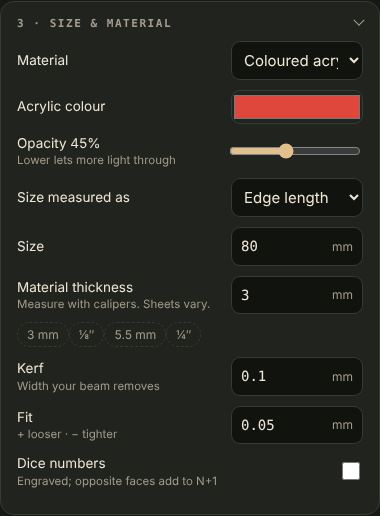 3 · SIZE & MATERIAL
Material
Coloured acry
Acrylic colour
Opacity 45%
Lower lets more light through
Size measured as
Edge length
Size
80 mm
Material thickness
Measure with calipers. Sheets vary.
3 mm
3 mm ⅛″ 5.5 mm ¼″
Kerf
Width your beam removes
0.1 mm
Fit
+ looser · − tighter
0.05 mm
Dice numbers
Engraved; opposite faces add to N+1